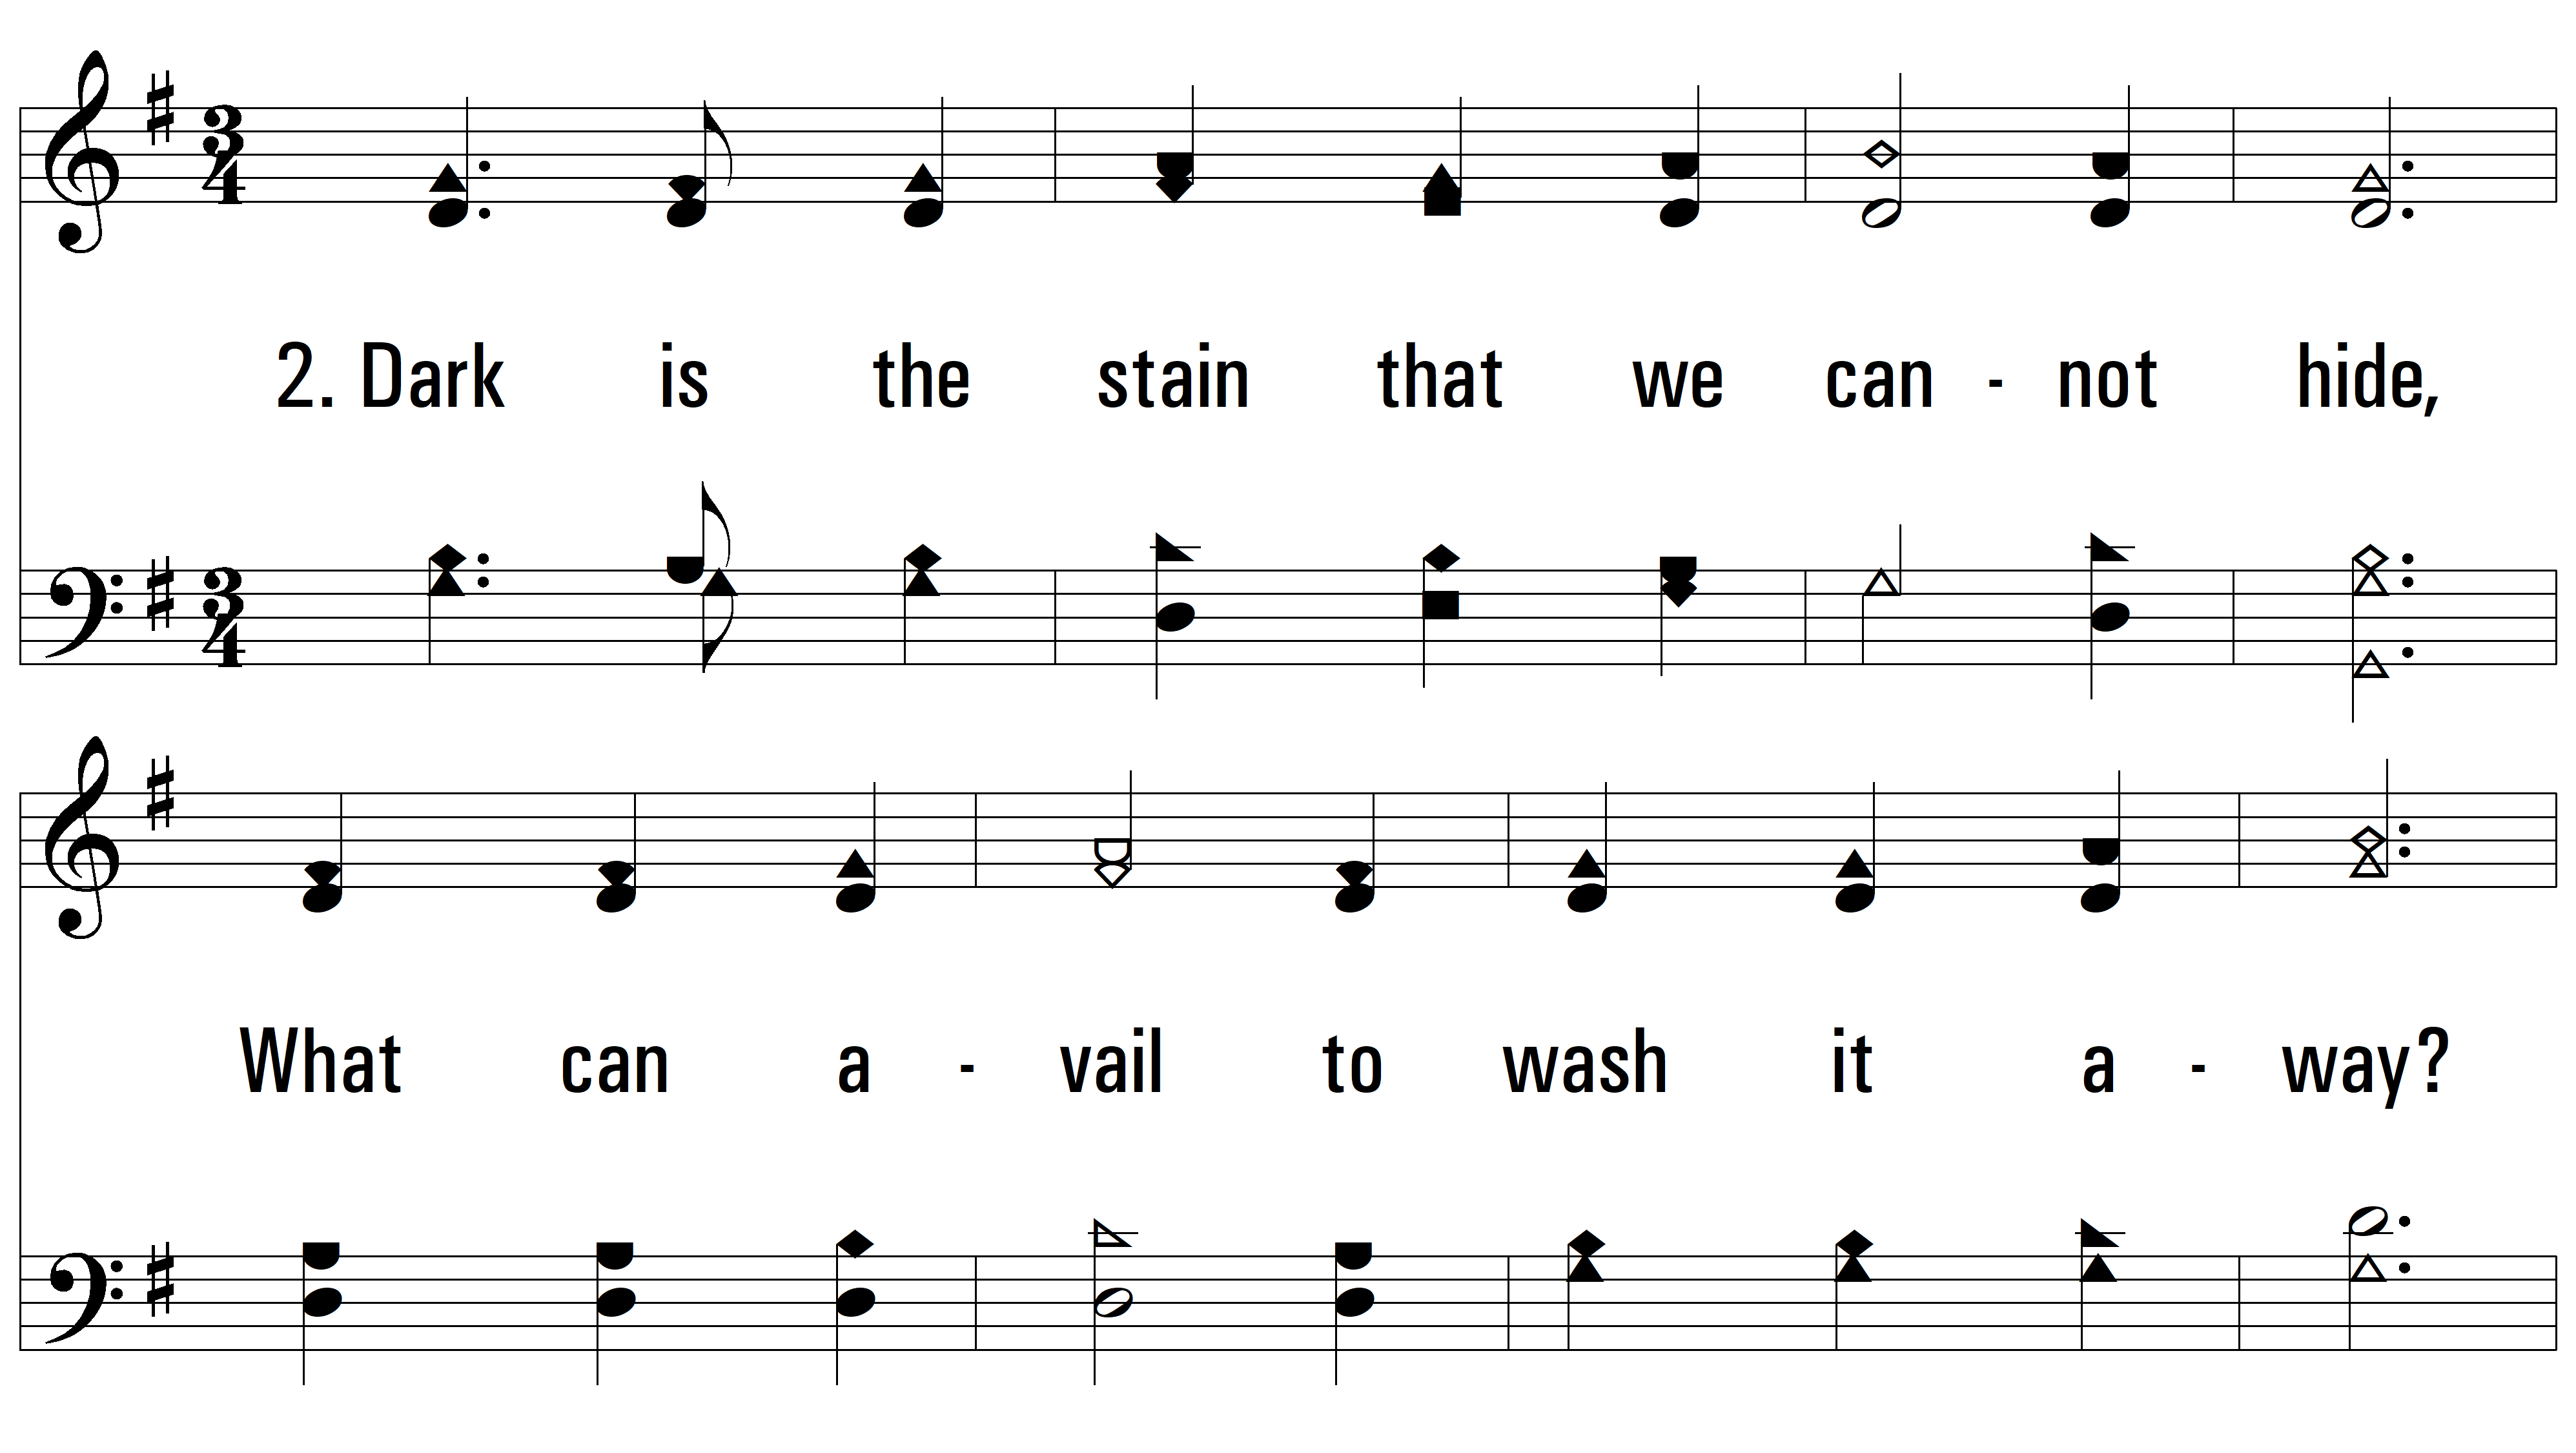 2. Dark is the stain that we can - not hide,
What can a - vail to wash it a - way?